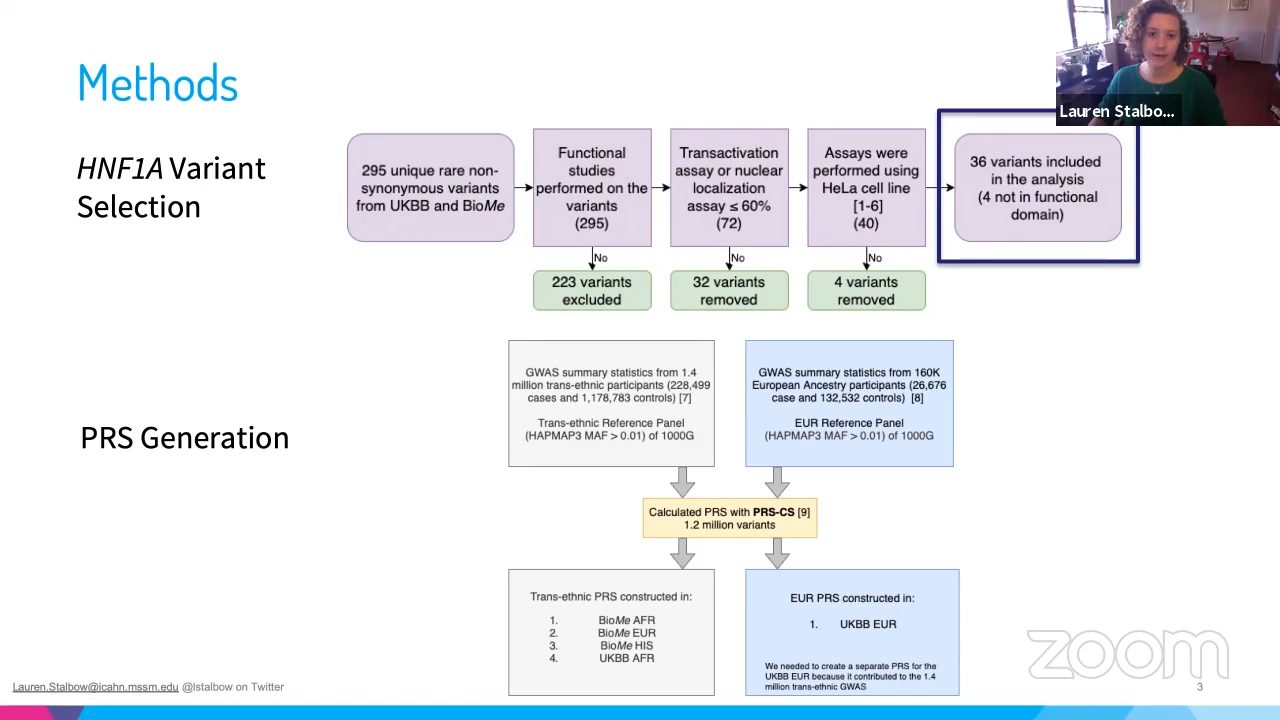 Methods
Lauren Stalbo...
HNF1A Variant
Selection
295 unique rare non-
synonymous variants
from UKBB and BioMe
Functional
studies
performed on the
variants
(295)
Transactivation
assay or nuclear
localization
assay ≤ 60%
(72)
Assays were
performed using
HeLa cell line
[1-6]
(40)
36 variants included
in the analysis
(4 not in functional
domain)
No
No
No
223 variants
excluded
32 variants
removed
4 variants
removed
PRS Generation
GWAS summary statistics from 1.4
million trans-ethnic participants (228,499
cases and 1,178,783 controls) [7]
Trans-ethnic Reference Panel
(HAPMAP3 MAF > 0.01) of 1000G
GWAS summary statistics from 160K
European Ancestry participants (26,676
case and 132,532 controls) [8]
EUR Reference Panel
(HAPMAP3 MAF > 0.01) of 1000G
Calculated PRS with PRS-CS [9]
1.2 million variants
Trans-ethnic PRS constructed in:
1. BioMe AFR
2. BioMe EUR
3. BioMe HIS
4. UKBB AFR
EUR PRS constructed in:
1. UKBB EUR
We needed to create a separate PRS for the
UKBB EUR because it contributed to the 1.4
million trans-ethnic GWAS
zoom
Lauren.Stalbow@icahn.mssm.edu @lstalbow on Twitter
3